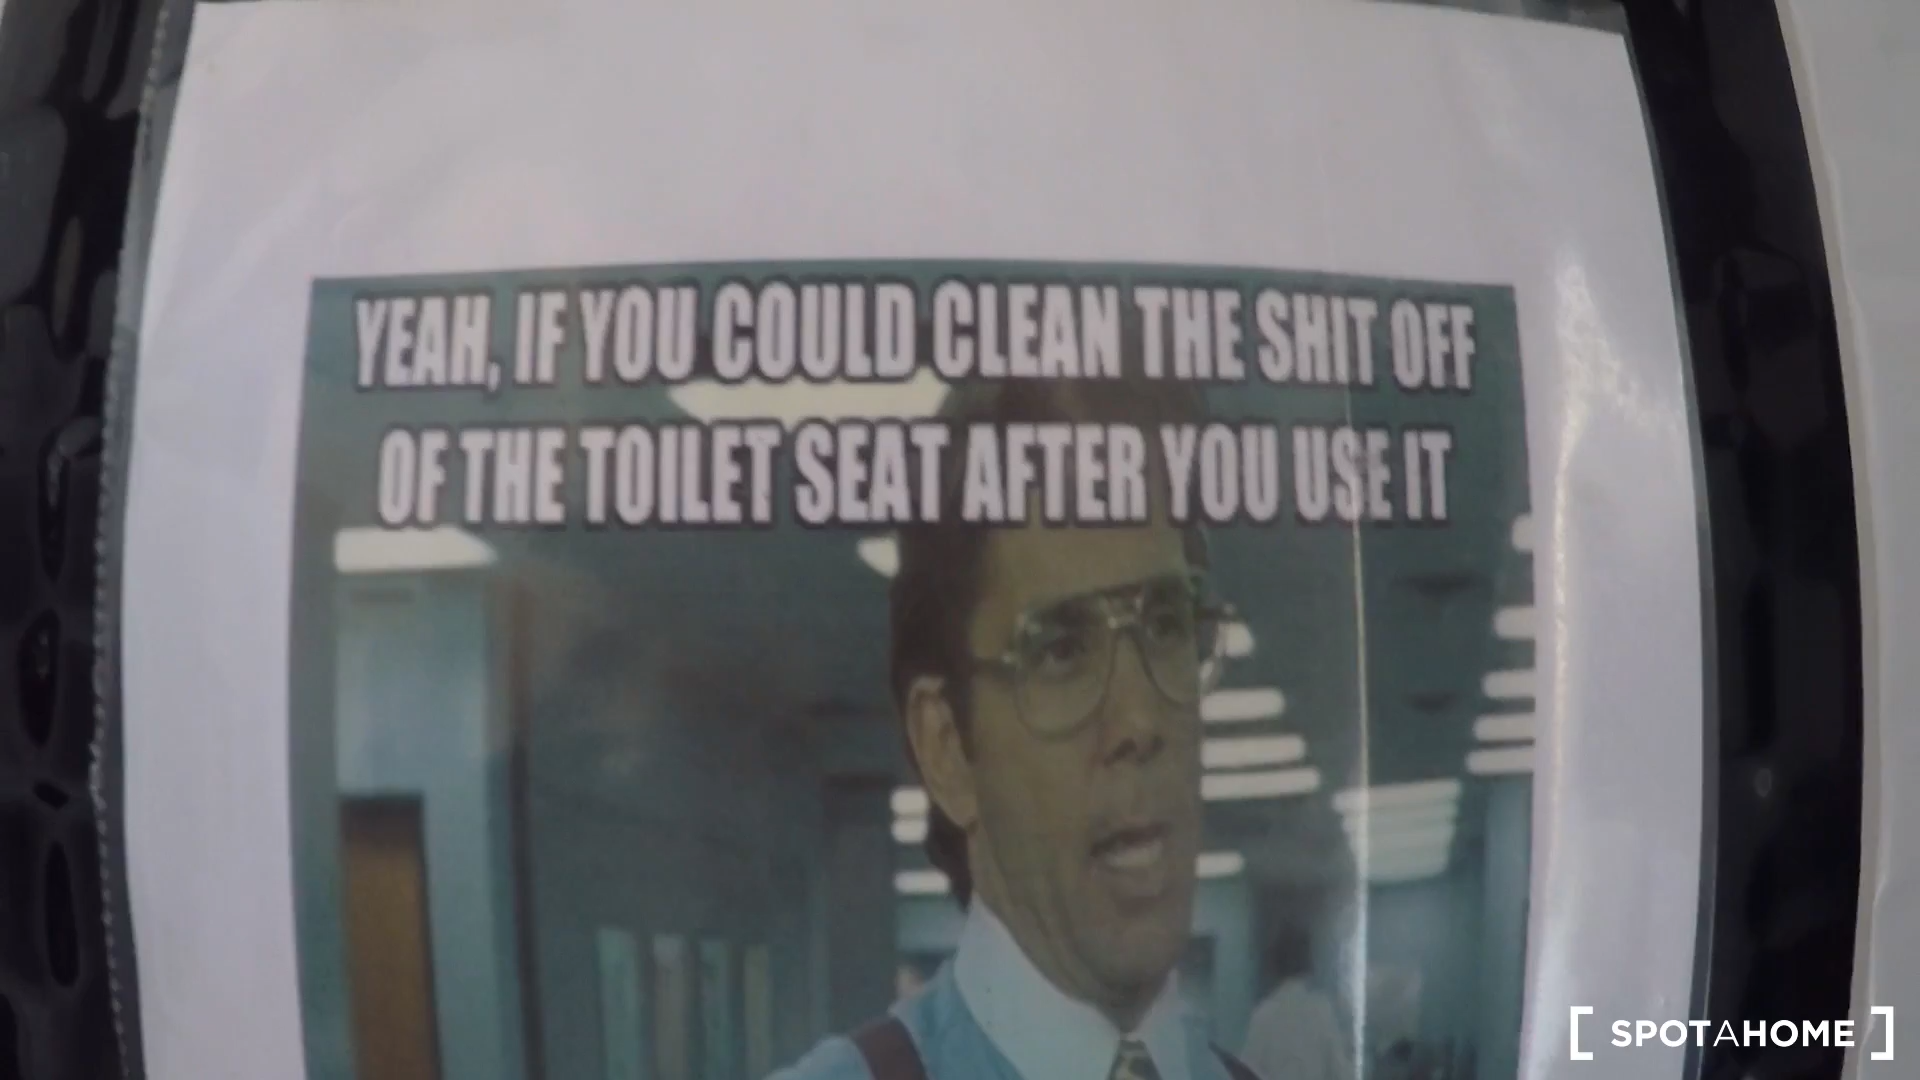 YEAH, IF YOU COULD CLEAN THE SHIT OFF
OF THE TOILET SEAT AFTER YOU USE IT
[ SPOTAHOME ]